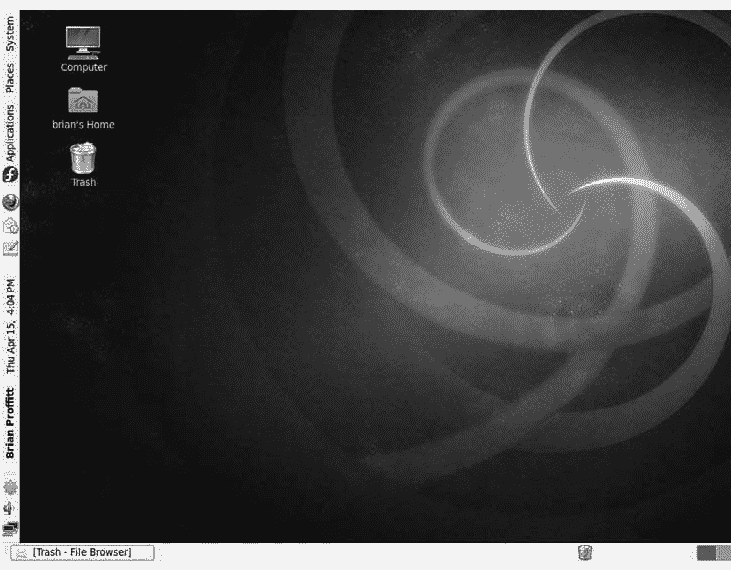 System
Places
Applications
Thu Apr 15, 4:04 PM
Brian Proffitt
Computer
brian's Home
Trash
[Trash - File Browser]